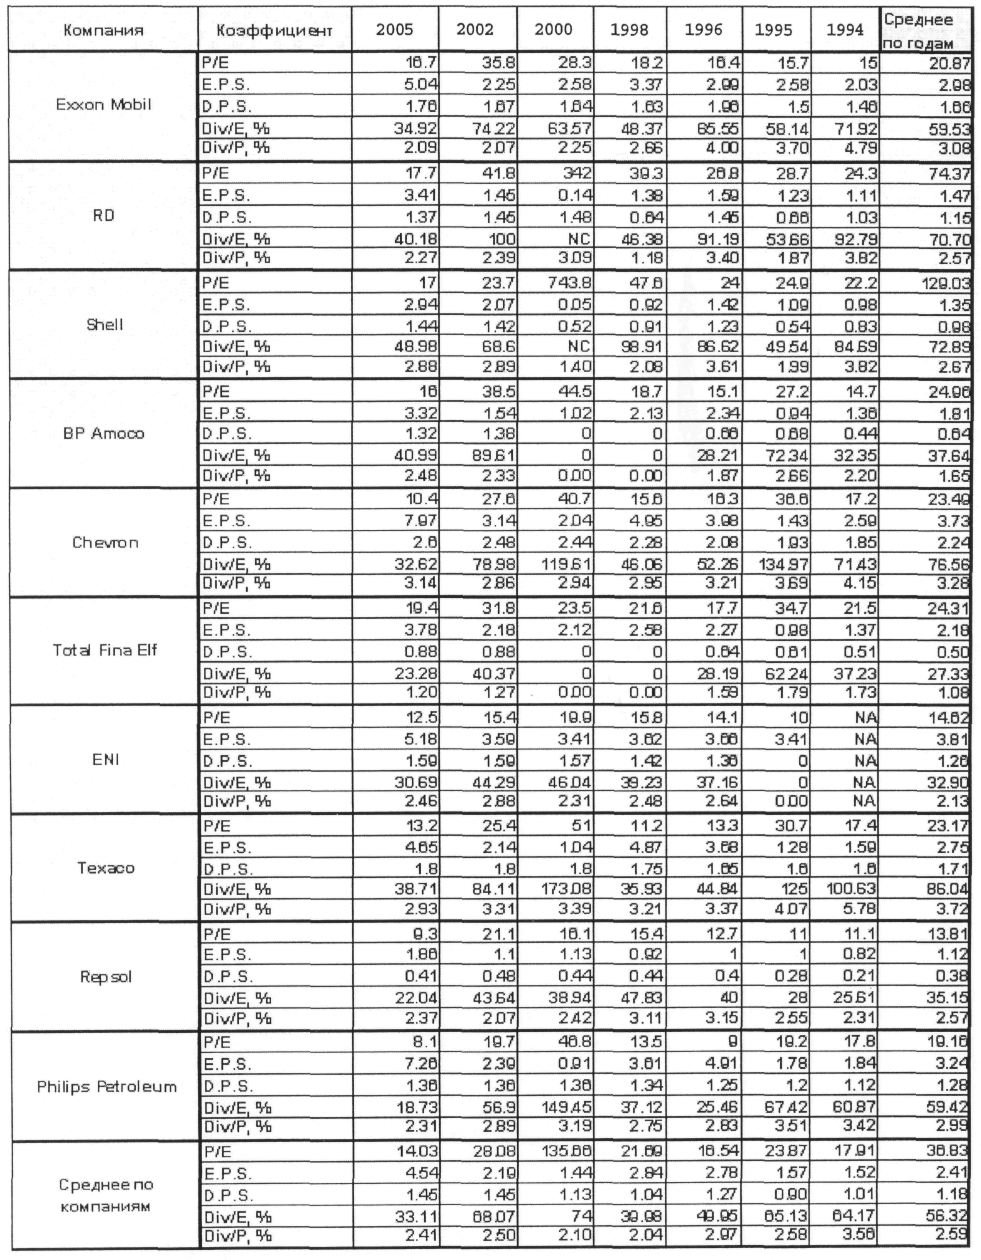 Компания Коэффициент 2005 2002 2000 1998 1996 1995 1994 Среднее
по годам
P/E 16.7 35.8 28.3 18.2 16.4 15.7 15 20.87
E.P.S. 5.04 2.25 2.58 3.37 2.99 2.58 2.03 2.98
Exxon Mobil D.P.S. 1.76 1.67 1.64 1.63 1.96 1.5 1.46 1.66
Div/E, % 34.92 74.22 63.57 48.37 65.55 58.14 71.92 59.53
Div/P, % 2.09 2.07 2.25 2.66 4.00 3.70 4.79 3.08
P/E 17.7 41.8 342 39.3 26.8 28.7 24.3 74.37
E.P.S. 3.41 1.45 0.14 1.38 1.59 1.23 1.11 1.47
RD D.P.S. 1.37 1.45 1.48 0.64 1.45 0.66 1.03 1.15
Div/E, % 40.18 100 NC 46.38 91.19 53.66 92.79 70.70
Div/P, % 2.27 2.39 3.09 1.18 3.40 1.87 3.82 2.57
P/E 17 23.7 743.8 47.6 24 24.9 22.2 129.03
E.P.S. 2.94 2.07 0.05 0.92 1.42 1.09 0.98 1.35
Shell D.P.S. 1.44 1.42 0.52 0.91 1.23 0.54 0.83 0.98
Div/E, % 48.98 68.6 NC 98.91 86.62 49.54 84.69 72.89
Div/P, % 2.88 2.89 1.40 2.08 3.61 1.99 3.82 2.67
P/E 16 38.5 44.5 18.7 15.1 27.2 14.7 24.96
E.P.S. 3.32 1.54 1.02 2.13 2.34 0.94 1.36 1.81
BP Amoco D.P.S. 1.32 1.38 0 0 0.66 0.68 0.44 0.64
Div/E, % 40.99 89.61 0 0 28.21 72.34 32.35 37.64
Div/P, % 2.48 2.33 0.00 0.00 1.87 2.66 2.20 1.65
P/E 10.4 27.6 40.7 15.6 16.3 36.6 17.2 23.49
E.P.S. 7.97 3.14 2.04 4.95 3.98 1.43 2.59 3.73
Chevron D.P.S. 2.6 2.48 2.44 2.28 2.08 1.93 1.85 2.24
Div/E, % 32.62 78.98 119.61 46.06 52.26 134.97 71.43 76.56
Div/P, % 3.14 2.86 2.94 2.95 3.21 3.69 4.15 3.28
P/E 19.4 31.8 23.5 21.6 17.7 34.7 21.5 24.31
E.P.S. 3.78 2.18 2.12 2.58 2.27 0.98 1.37 2.18
Total Fina Elf D.P.S. 0.88 0.88 0 0 0.64 0.61 0.51 0.50
Div/E, % 23.28 40.37 0 0 28.19 62.24 37.23 27.33
Div/P, % 1.20 1.27 0.00 0.00 1.59 1.79 1.73 1.08
P/E 12.5 15.4 19.9 15.8 14.1 10 NA 14.62
E.P.S. 5.18 3.59 3.41 3.62 3.66 3.41 NA 3.81
ENI D.P.S. 1.59 1.59 1.57 1.42 1.36 0 NA 1.26
Div/E, % 30.69 44.29 46.04 39.23 37.16 0 NA 32.90
Div/P, % 2.46 2.88 2.31 2.48 2.64 0.00 NA 2.13
P/E 13.2 25.4 51 11.2 13.3 30.7 17.4 23.17
E.P.S. 4.65 2.14 1.04 4.87 3.68 1.28 1.59 2.75
Texaco D.P.S. 1.8 1.8 1.8 1.75 1.65 1.6 1.6 1.71
Div/E, % 38.71 84.11 173.08 35.93 44.84 125 100.63 86.04
Div/P, % 2.93 3.31 3.39 3.21 3.37 4.07 5.78 3.72
P/E 9.3 21.1 16.1 15.4 12.7 11 11.1 13.81
E.P.S. 1.86 1.1 1.13 0.92 1 1 0.82 1.12
Repsol D.P.S. 0.41 0.48 0.44 0.44 0.4 0.28 0.21 0.38
Div/E, % 22.04 43.64 38.94 47.83 40 28 25.61 35.15
Div/P, % 2.37 2.07 2.42 3.11 3.15 2.55 2.31 2.57
P/E 8.1 19.7 46.8 13.5 9 19.2 17.8 19.16
E.P.S. 7.26 2.39 0.91 3.61 4.91 1.78 1.84 3.24
Philips Petroleum D.P.S. 1.36 1.36 1.36 1.34 1.25 1.2 1.12 1.28
Div/E, % 18.73 56.9 149.45 37.12 25.46 67.42 60.87 59.42
Div/P, % 2.31 2.89 3.19 2.75 2.83 3.51 3.42 2.99
P/E 14.03 28.08 135.66 21.69 16.54 23.87 17.91 36.83
E.P.S. 4.54 2.19 1.44 2.84 2.78 1.57 1.52 2.41
Среднее по
компаниям D.P.S. 1.45 1.45 1.13 1.04 1.27 0.90 1.01 1.18
Div/E, % 33.11 68.07 74 39.98 49.95 65.13 64.17 56.32
Div/P, % 2.41 2.50 2.10 2.04 2.97 2.58 3.56 2.59